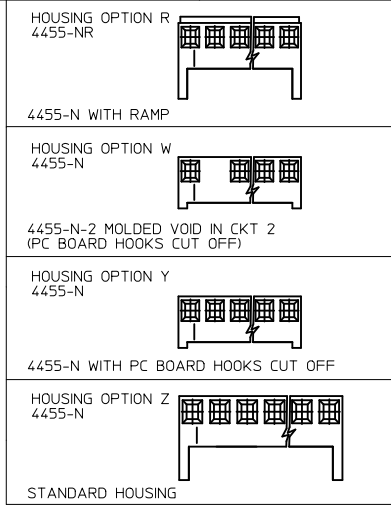 HOUSING OPTION R
4455-NR
4455-N WITH RAMP
HOUSING OPTION W
4455-N
4455-N-2 MOLDED VOID IN CKT 2
(PC BOARD HOOKS CUT OFF)
HOUSING OPTION Y
4455-N
4455-N WITH PC BOARD HOOKS CUT OFF
HOUSING OPTION Z
4455-N
STANDARD HOUSING